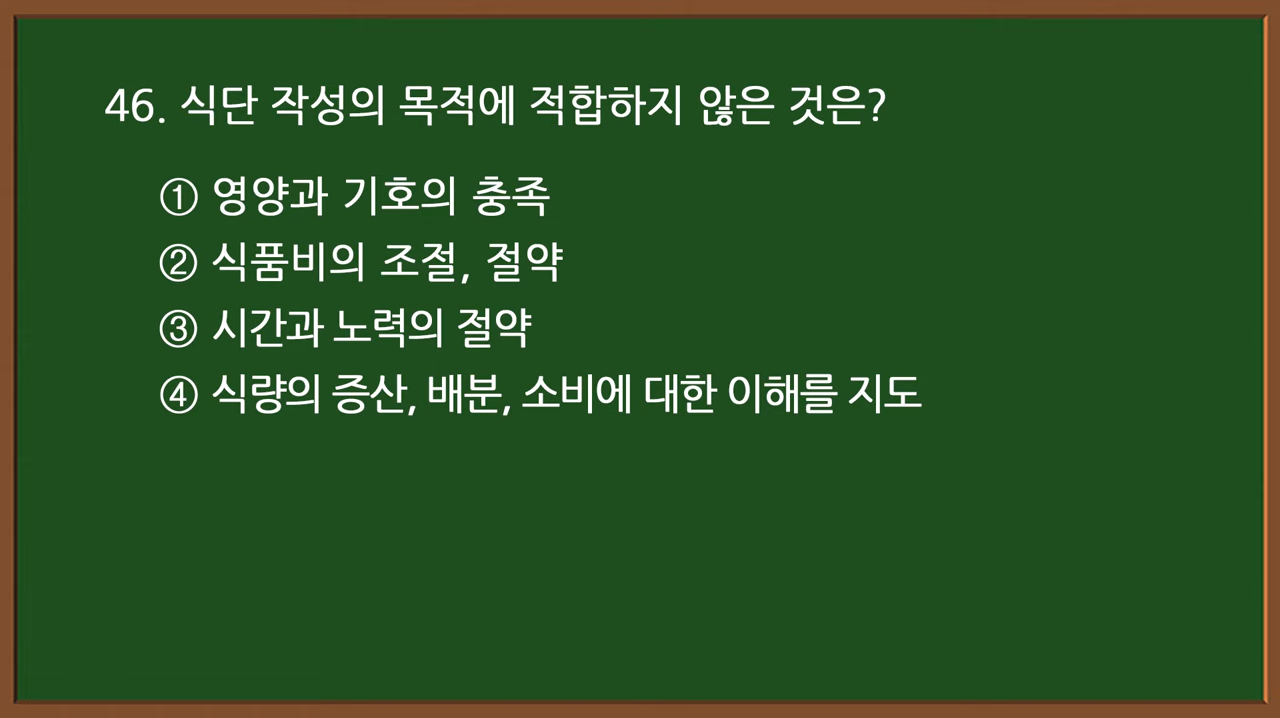 46. 식단 작성의 목적에 적합하지 않은 것은?
① 영양과 기호의 충족
② 식품비의 조절, 절약
③ 시간과 노력의 절약
④ 식량의 증산, 배분, 소비에 대한 이해를 지도